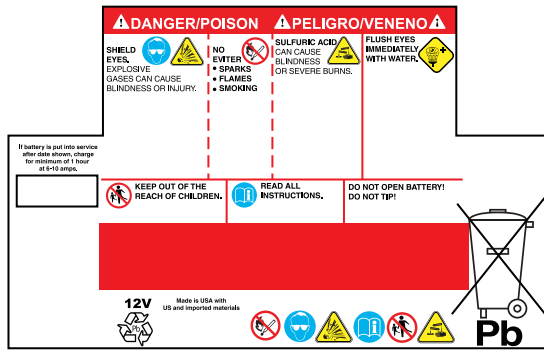 DANGER/POISON
PELIGRO/VENENO
SHIELD
EYES.
EXPLOSIVE
GASES CAN CAUSE
BLINDNESS OR INJURY.
NO
EVITER
• SPARKS
• FLAMES
• SMOKING
SULFURIC ACID
CAN CAUSE
BLINDNESS
OR SEVERE BURNS.
FLUSH EYES
IMMEDIATELY
WITH WATER.
If battery is put into service
after date shown, charge
for minimum of 1 hour
at 6-10 amps.
KEEP OUT OF THE
REACH OF CHILDREN.
READ ALL
INSTRUCTIONS.
DO NOT OPEN BATTERY!
DO NOT TIP!
12V
Pb
Made is USA with
US and imported materials
Pb